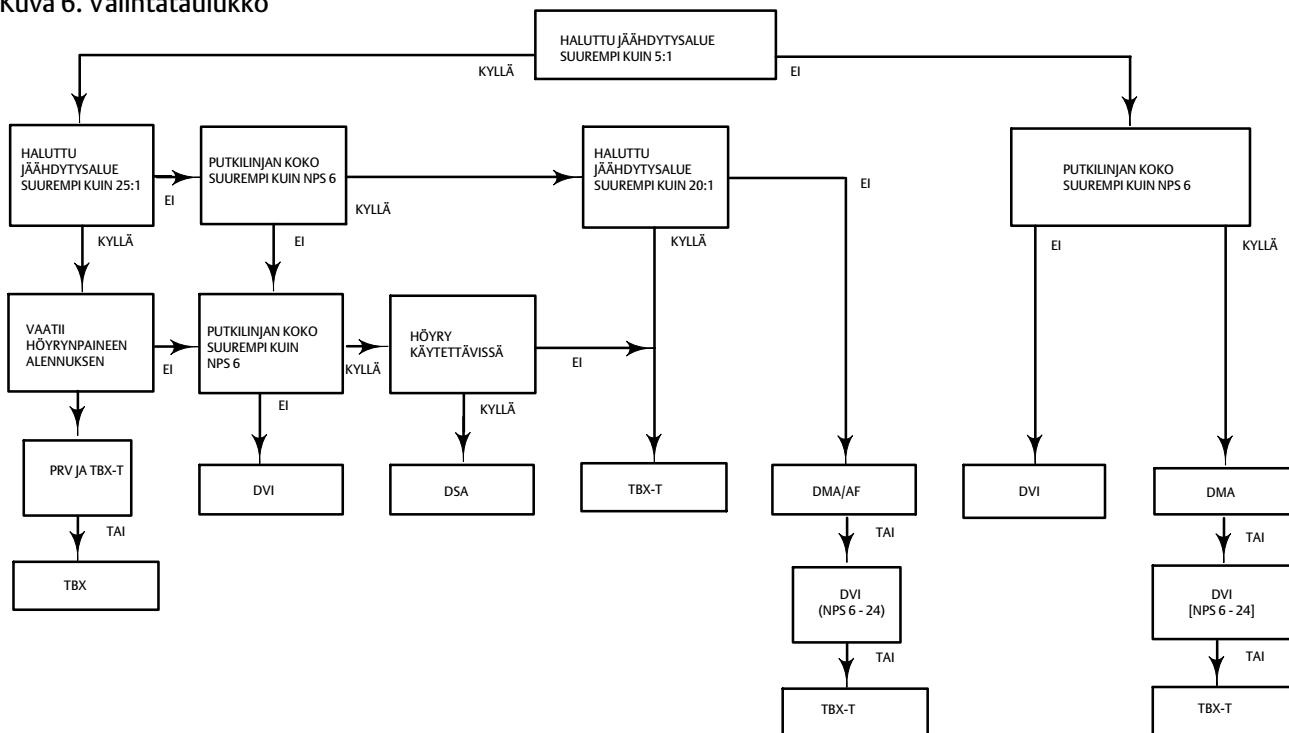 Kuva 6. Valintataulukko
HALUTTU JÄÄHDYTYSALUE
SUUREMPI KUIN 5:1
KYLLÄ
EI
HALUTTU
JÄÄHDYTYSALUE
SUUREMPI KUIN 25:1
EI
PUTKILINJAN KOKO
SUUREMPI KUIN NPS 6
KYLLÄ
HALUTTU
JÄÄHDYTYSALUE
SUUREMPI KUIN 20:1
EI
PUTKILINJAN KOKO
SUUREMPI KUIN NPS 6
KYLLÄ
EI
KYLLÄ
EI
KYLLÄ
VAATII
HÖYRYNPAINEEN
ALENNUKSEN
EI
PUTKILINJAN KOKO
SUUREMPI KUIN
NPS 6
KYLLÄ
HÖYRY
KÄYTETTÄVISSÄ
EI
EI
KYLLÄ
PRV JA TBX-T
DVI
DSA
TBX-T
DMA/AF
DVI
DMA
TAI
TAI
TAI
TBX
DVI
(NPS 6 - 24)
DVI
[NPS 6 - 24]
TAI
TAI
TBX-T
TBX-T